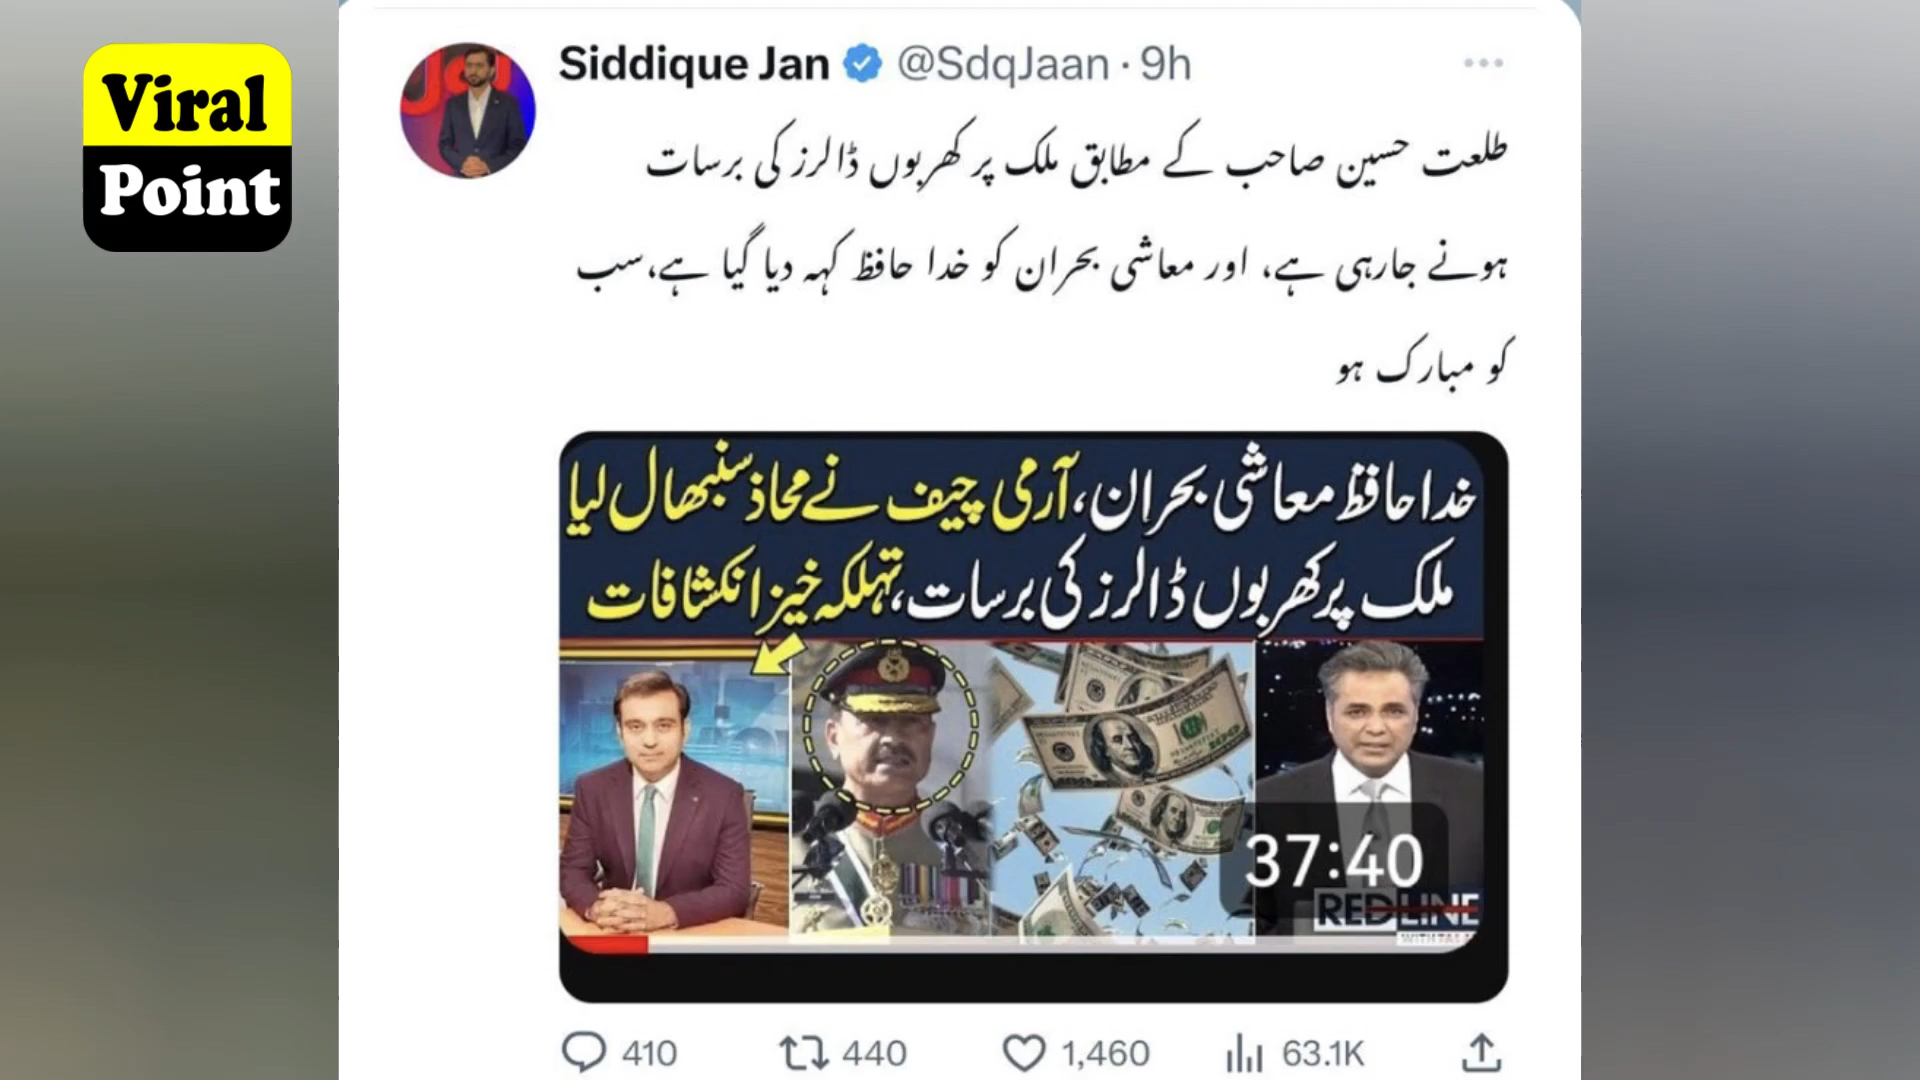 Viral
Point
Siddique Jan @SdqJaan · 9h
طلعت حسین صاحب کے مطابق ملک پر کھربوں ڈالرز کی برسات
ہونے جارہی ہے، اور معاشی بحران کو خدا حافظ کہہ دیا گیا ہے،سب
کو مبارک ہو
خدا حافظ معاشی بحران، آرمی چیف نے محاذ سنبھال لیا
ملک پر کھربوں ڈالرز کی برسات، تہلکہ خیز انکشافات
37:40
RED LINE
410 440 1,460 63.1K